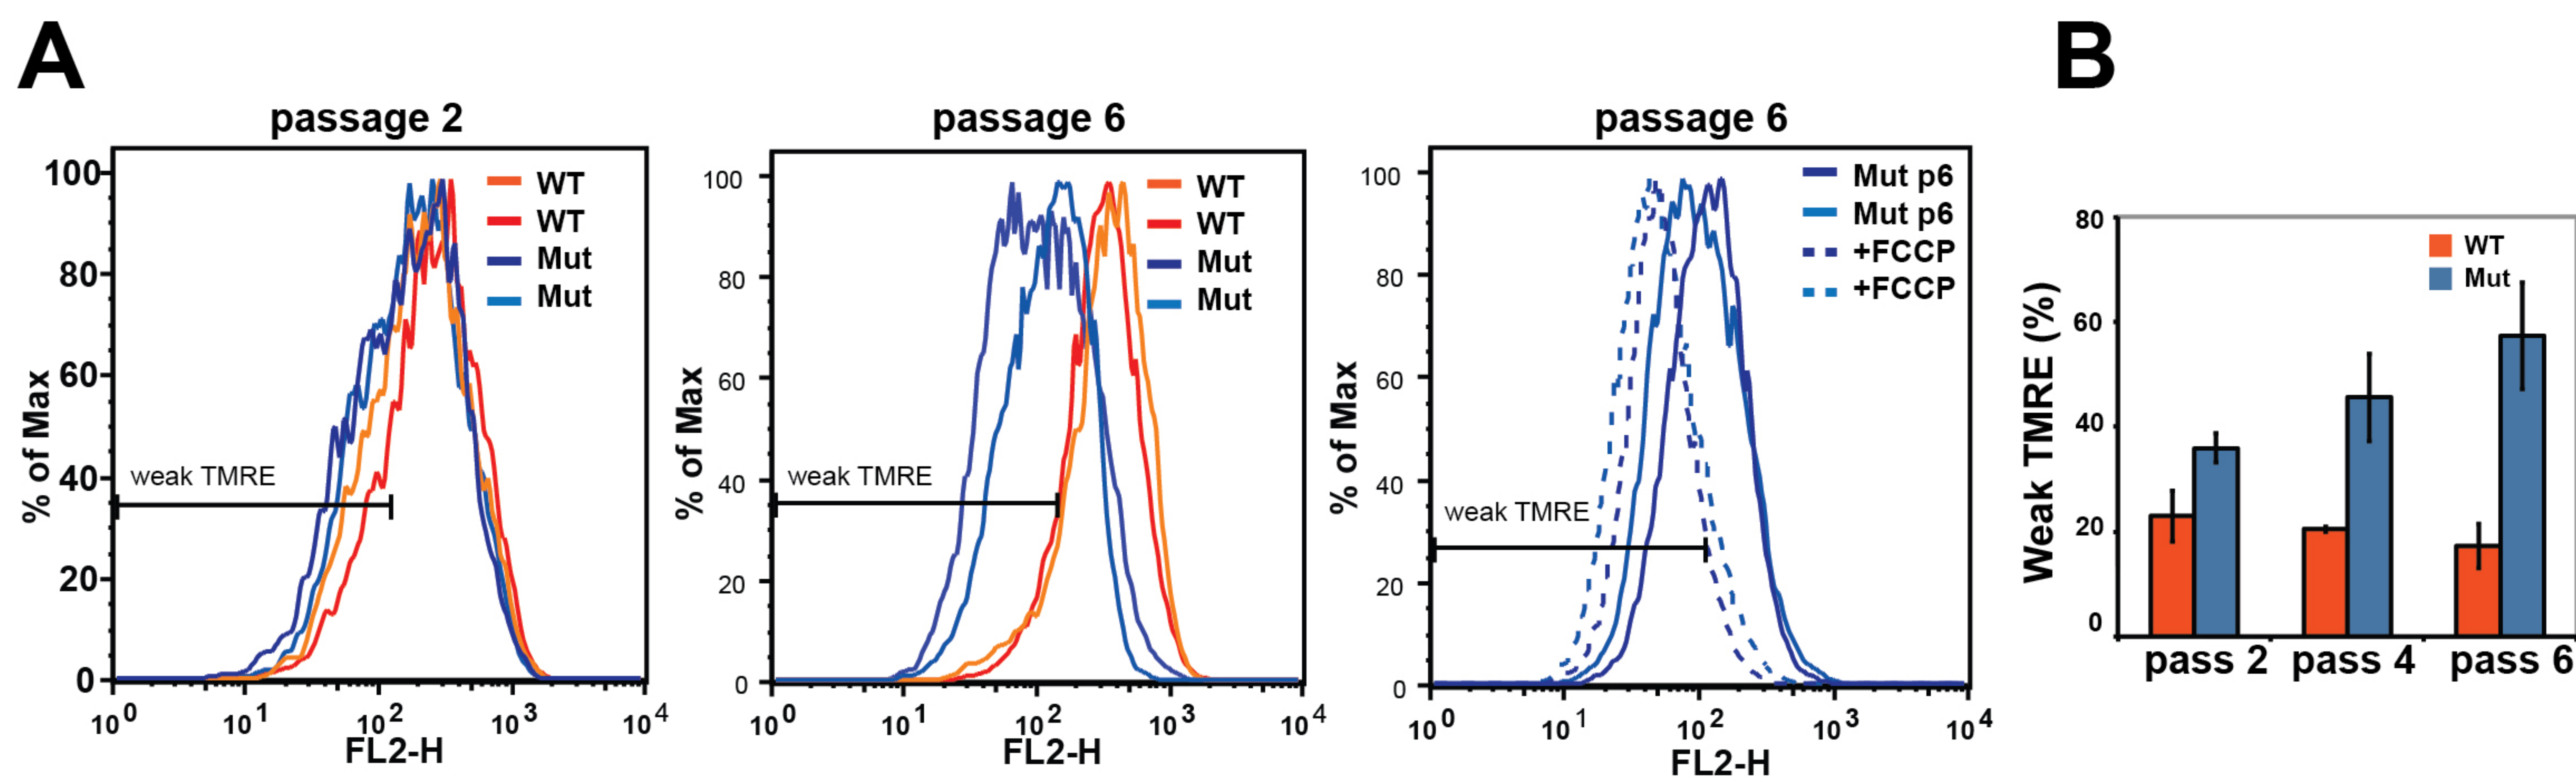 A
B
passage 2
100
80
60
40
20
0
% of Max
WT
WT
Mut
Mut
weak TMRE
10^0 10^1 10^2 10^3 10^4
FL2-H
passage 6
100
80
60
40
20
0
% of Max
WT
WT
Mut
Mut
weak TMRE
10^0 10^1 10^2 10^3 10^4
FL2-H
passage 6
100
80
60
40
20
0
% of Max
Mut p6
Mut p6
+FCCP
+FCCP
weak TMRE
10^0 10^1 10^2 10^3 10^4
FL2-H
80
60
40
20
0
Weak TMRE (%)
WT
Mut
pass 2 pass 4 pass 6